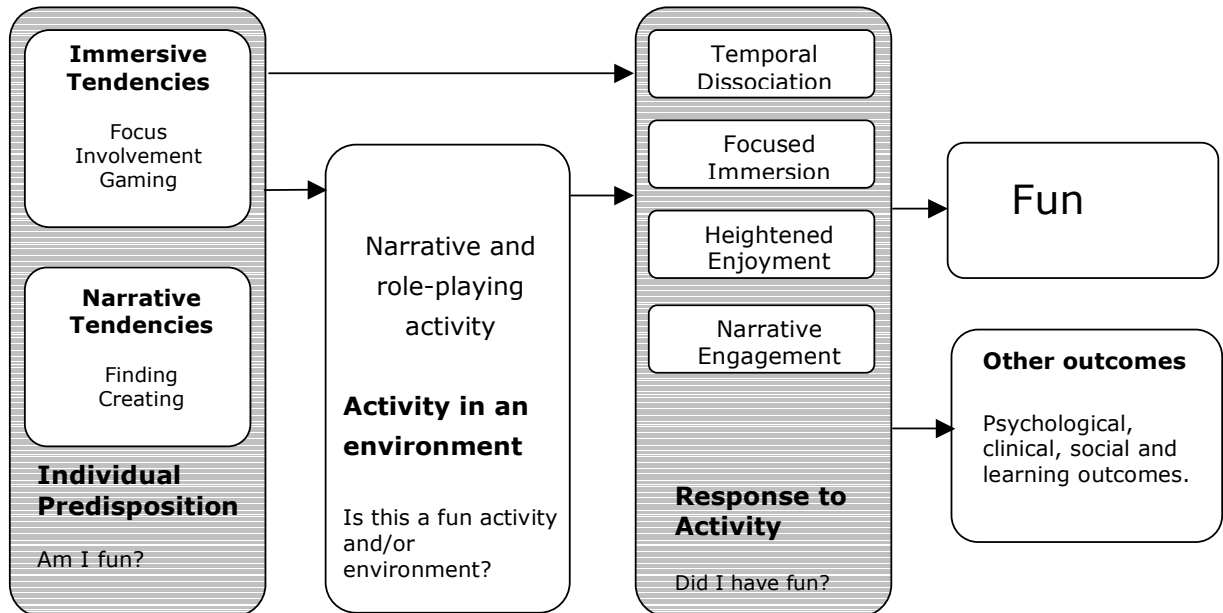 Immersive
Tendencies
Focus
Involvement
Gaming
Narrative
Tendencies
Finding
Creating
Individual
Predisposition
Am I fun?
Narrative and
role-playing
activity
Activity in an
environment
Is this a fun activity
and/or
environment?
Temporal
Dissociation
Focused
Immersion
Heightened
Enjoyment
Narrative
Engagement
Response to
Activity
Did I have fun?
Fun
Other outcomes
Psychological,
clinical, social and
learning outcomes.